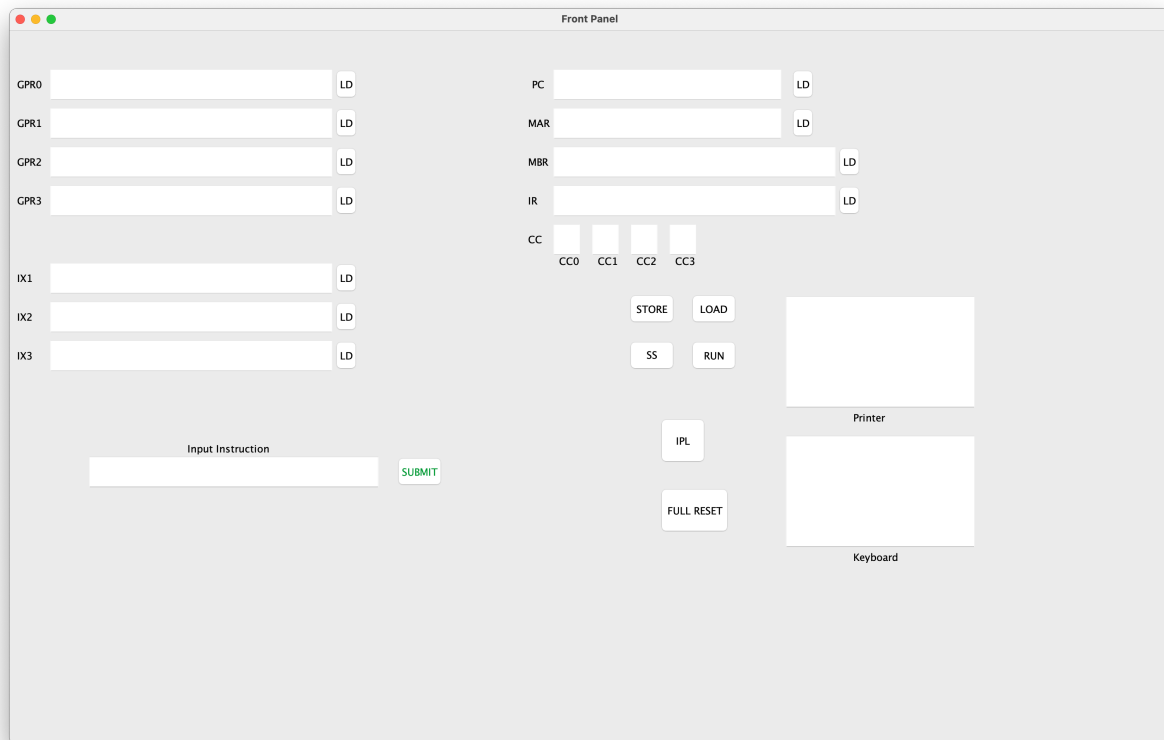 Front Panel
GPR0 LD PC LD
GPR1 LD MAR LD
GPR2 LD MBR LD
GPR3 LD IR LD
CC
CC0 CC1 CC2 CC3
IX1 LD
STORE LOAD
IX2 LD
IX3 LD SS RUN
Printer
IPL
Input Instruction
SUBMIT
FULL RESET
Keyboard